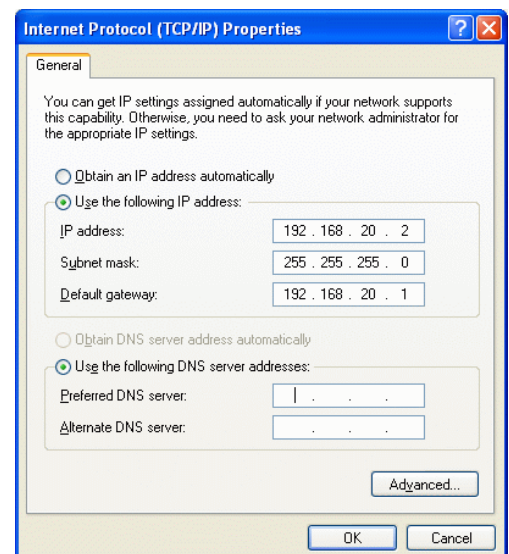 Internet Protocol (TCP/IP) Properties
General
You can get IP settings assigned automatically if your network supports
this capability. Otherwise, you need to ask your network administrator for
the appropriate IP settings.
Obtain an IP address automatically
Use the following IP address:
IP address: 192 . 168 . 20 . 2
Subnet mask: 255 . 255 . 255 . 0
Default gateway: 192 . 168 . 20 . 1
Obtain DNS server address automatically
Use the following DNS server addresses:
Preferred DNS server: . . .
Alternate DNS server: . . .
Advanced...
OK Cancel